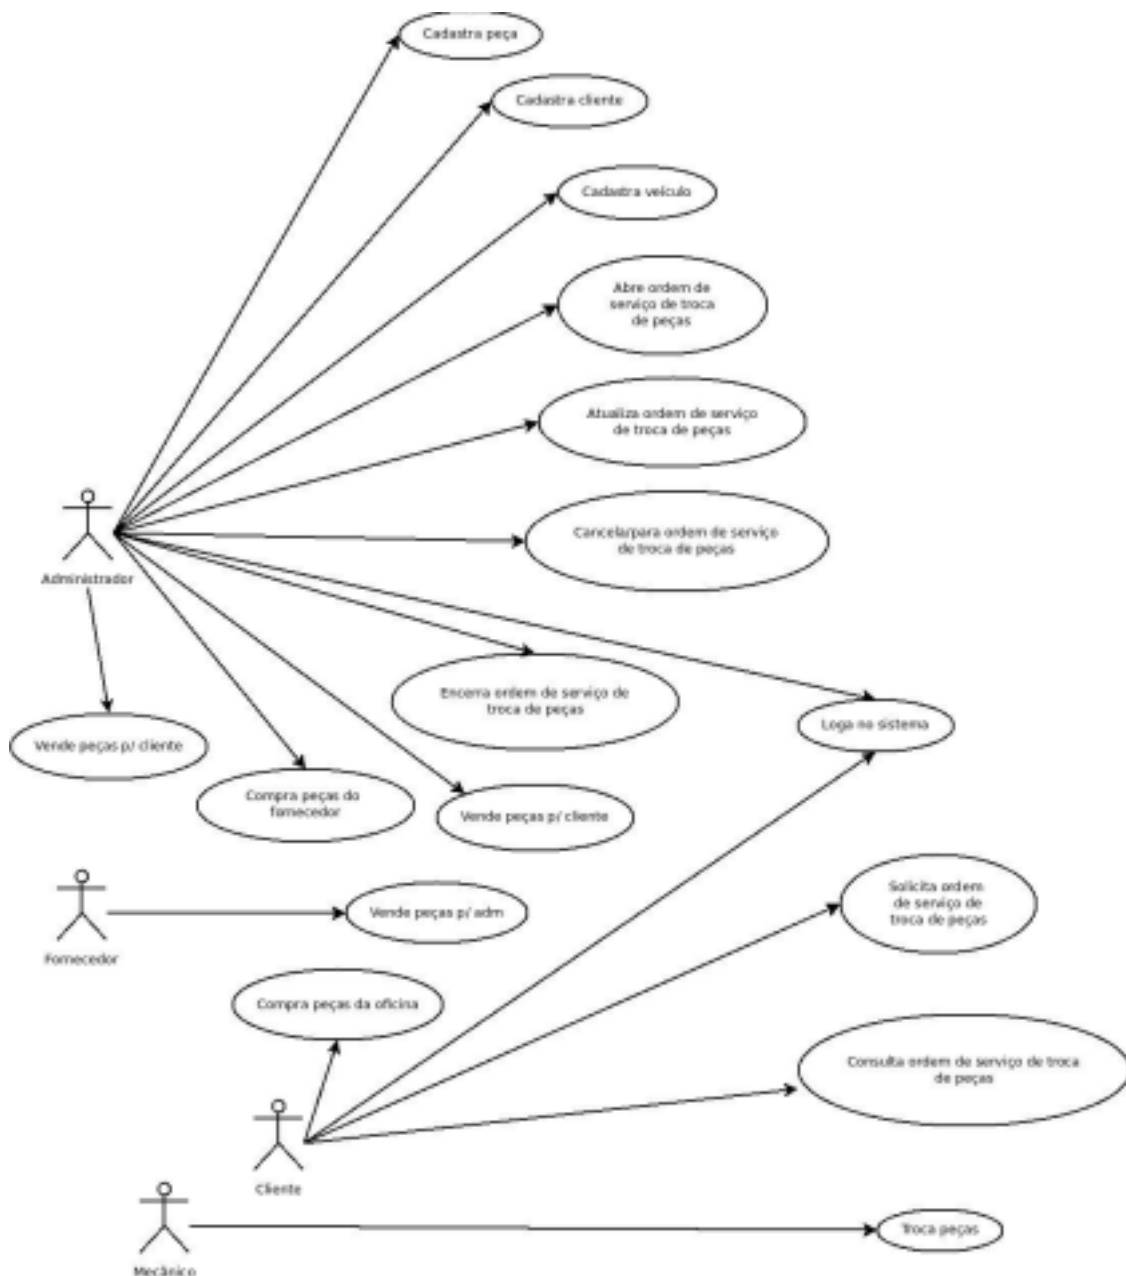 Cadastra peça
Cadastra cliente
Cadastra veículo
Abre ordem de
serviço de troca
de peças
Atualiza ordem de serviço
de troca de peças
Cancela/para ordem de serviço
de troca de peças
Administrador
Encerra ordem de serviço de
troca de peças
Loga no sistema
Vende peças p/ cliente
Compra peças do
fornecedor
Vende peças p/ cliente
Solicita ordem
de serviço de
troca de peças
Vende peças p/ adm
Fornecedor
Compra peças da oficina
Consulta ordem de serviço de troca
de peças
Cliente
Troca peças
Mecânico